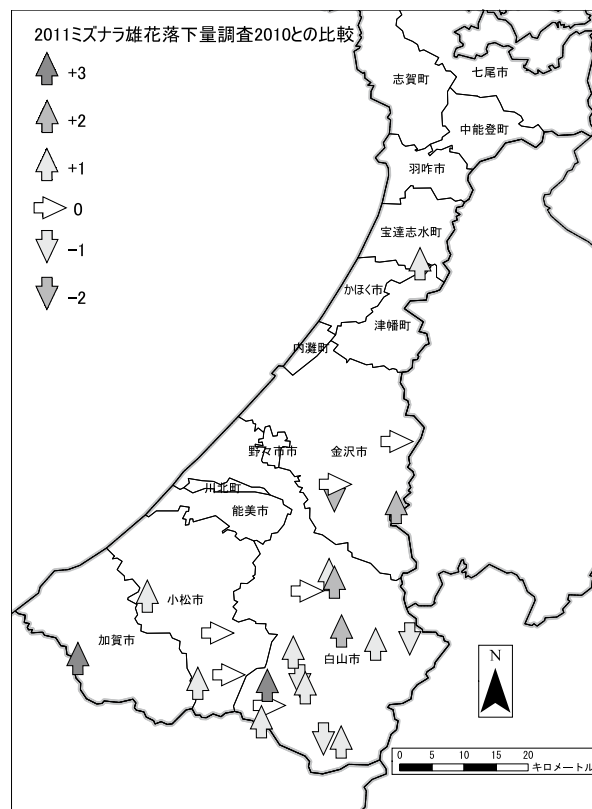 2011ミズナラ雄花落下量調査2010との比較
+3
+2
+1
0
-1
-2
志賀町
七尾市
中能登町
羽咋市
宝達志水町
かほく市
津幡町
内灘町
野々市市
金沢市
川北町
能美市
小松市
加賀市
白山市
N
0 5 10 15 20
キロメートル